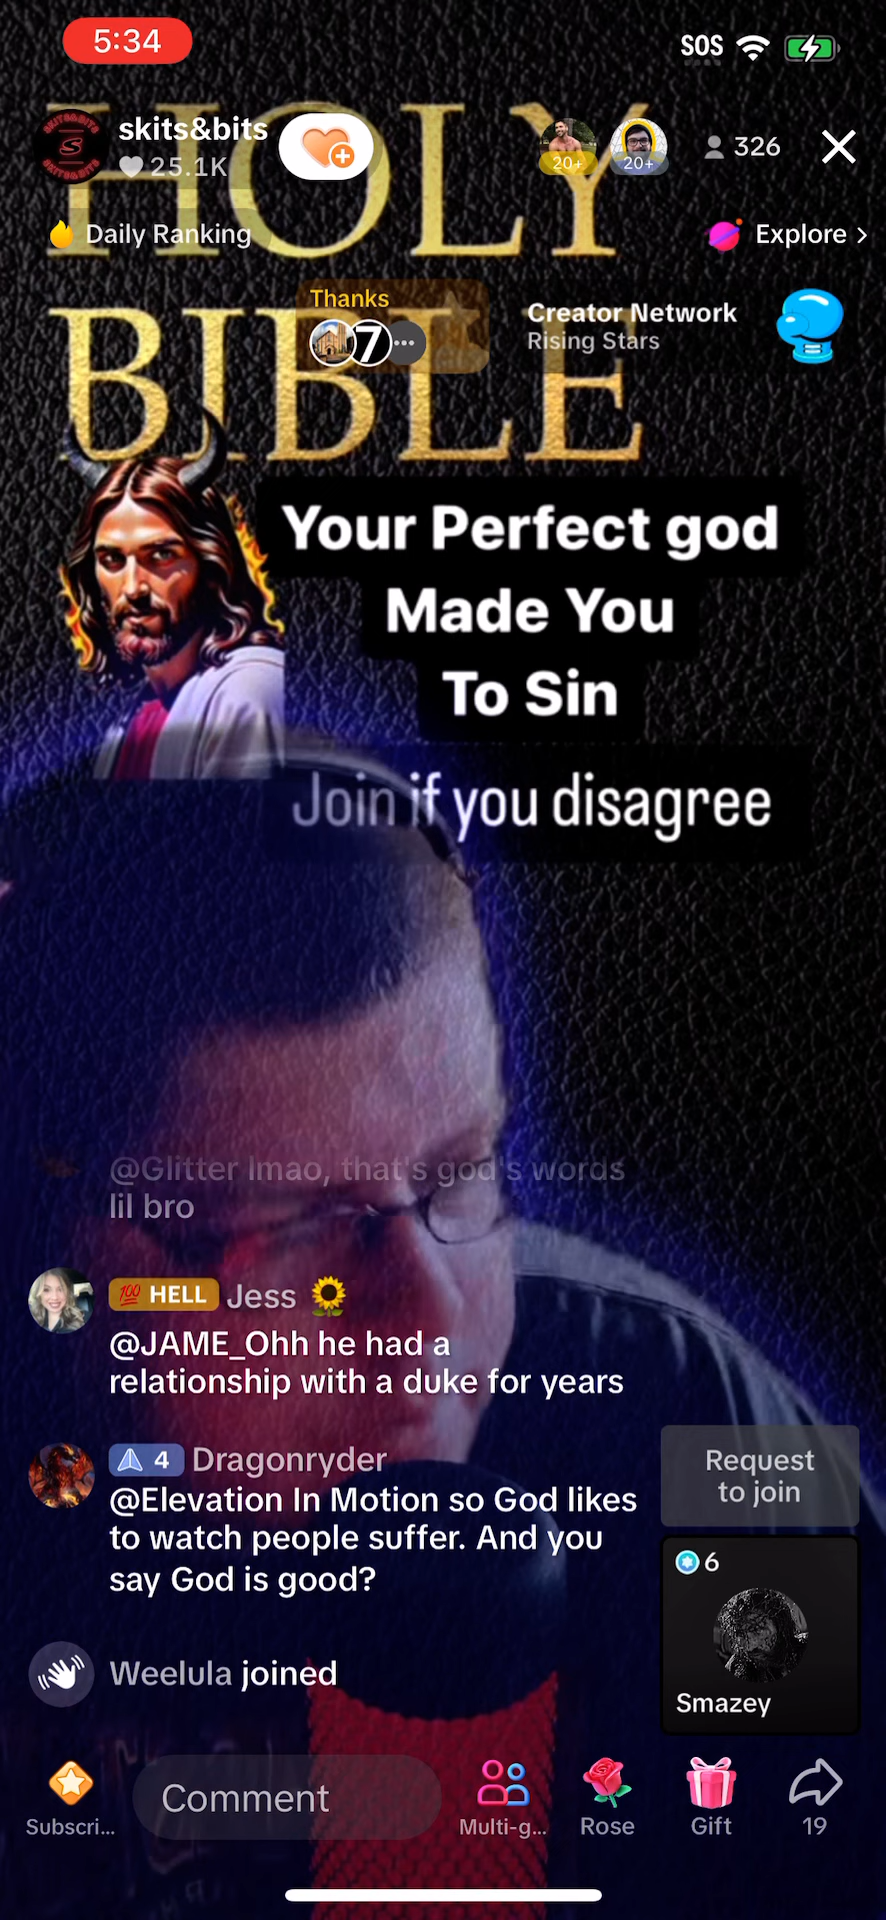 5:34
SOS
HOLY
skits&bits
25.1K
20+
20+
326
Daily Ranking
Explore >
BIBLE
Thanks
7
Creator Network
Rising Stars
Your Perfect god
Made You
To Sin
Join if you disagree
@Glitter lmao, that's god's words
lil bro
💯 HELL Jess 🌻
@JAME_Ohh he had a
relationship with a duke for years
4 Dragonryder
@Elevation In Motion so God likes
to watch people suffer. And you
say God is good?
Weelula joined
Request
to join
6
Smazey
Comment
Subscri...
Multi-g...
Rose
Gift
19